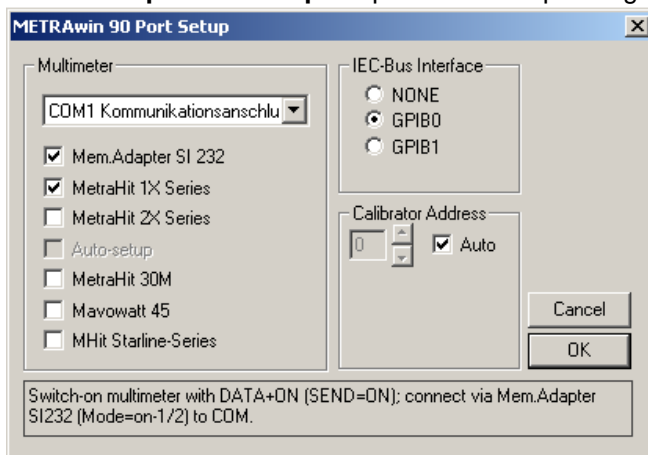 METRAwin 90 Port Setup
Multimeter
COM1 Kommunikationsanschlu
Mem.Adapter SI 232
MetraHit 1X Series
MetraHit 2X Series
Auto-setup
MetraHit 30M
Mavowatt 45
MHit Starline-Series
IEC-Bus Interface
NONE
GPIB0
GPIB1
Calibrator Address
0
Auto
Cancel
OK
Switch-on multimeter with DATA+ON (SEND=ON); connect via Mem.Adapter
SI232 (Mode=on-1/2) to COM.